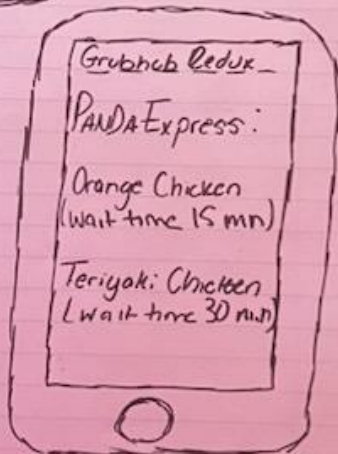 Grubhub Redux
PANDA Express:
Orange Chicken
(wait time 15 min)
Teriyaki Chicken
(wait time 30 min)